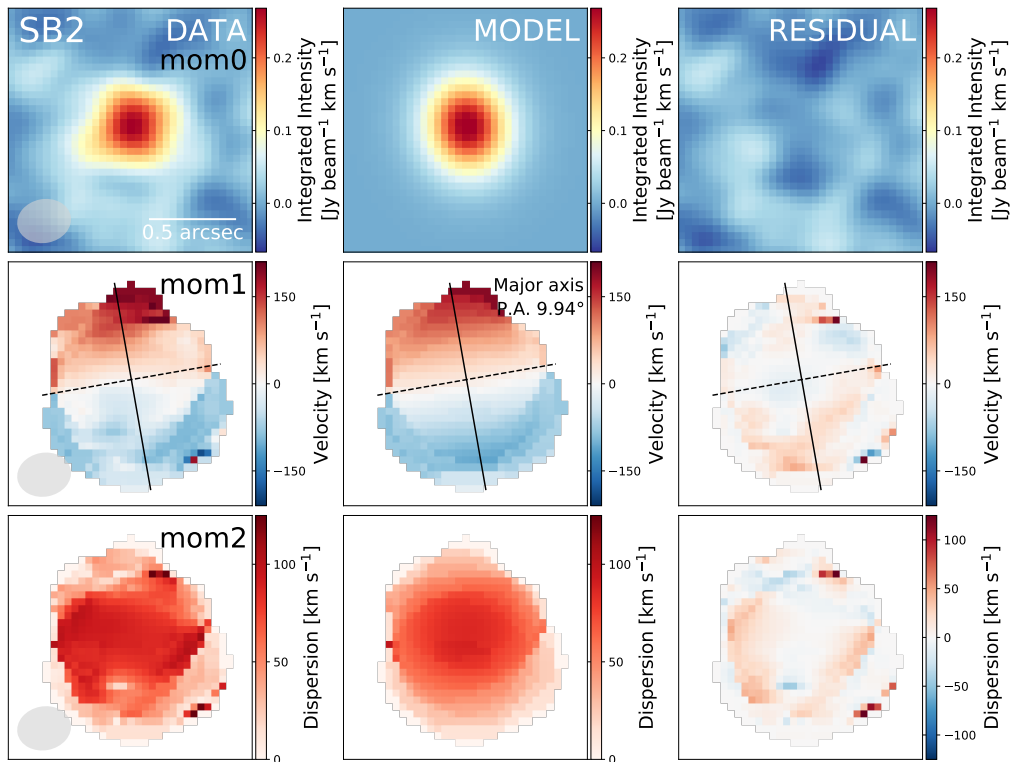 SB2 DATA
mom0
0.5 arcsec
0.2
0.1
0.0
Integrated Intensity
[Jy beam⁻¹ km s⁻¹]
MODEL
0.2
0.1
0.0
Integrated Intensity
[Jy beam⁻¹ km s⁻¹]
RESIDUAL
0.2
0.1
0.0
Integrated Intensity
[Jy beam⁻¹ km s⁻¹]
mom1
150
0
−150
Velocity [km s⁻¹]
Major axis
P.A. 9.94°
150
0
−150
Velocity [km s⁻¹]
150
0
−150
Velocity [km s⁻¹]
mom2
100
50
0
Dispersion [km s⁻¹]
100
50
0
Dispersion [km s⁻¹]
100
50
0
−50
−100
Dispersion [km s⁻¹]